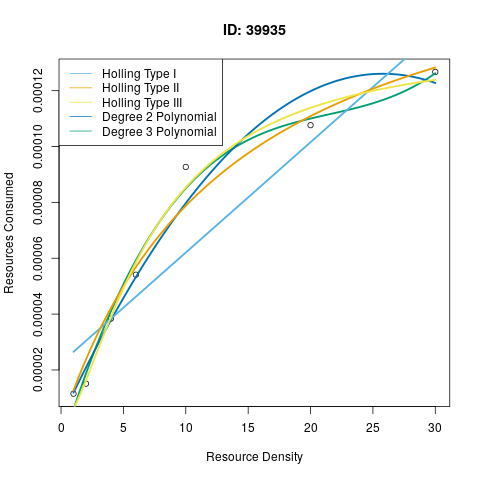 ID: 39935
Holling Type I
Holling Type II
Holling Type III
Degree 2 Polynomial
Degree 3 Polynomial
Resources Consumed
0.00012
0.00010
0.00008
0.00006
0.00004
0.00002
0 5 10 15 20 25 30
Resource Density